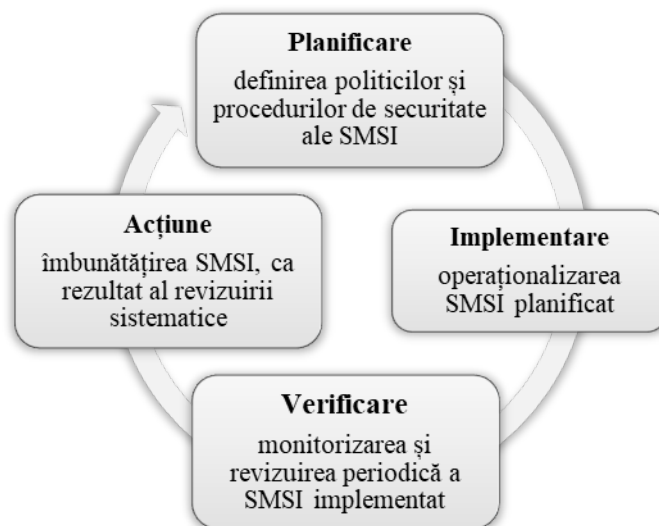 Planificare
definirea politicilor și
procedurilor de securitate
ale SMSI
Implementare
operaționalizarea
SMSI planificat
Verificare
monitorizarea și
revizuirea periodică a
SMSI implementat
Acțiune
îmbunătățirea SMSI, ca
rezultat al revizuirii
sistematice